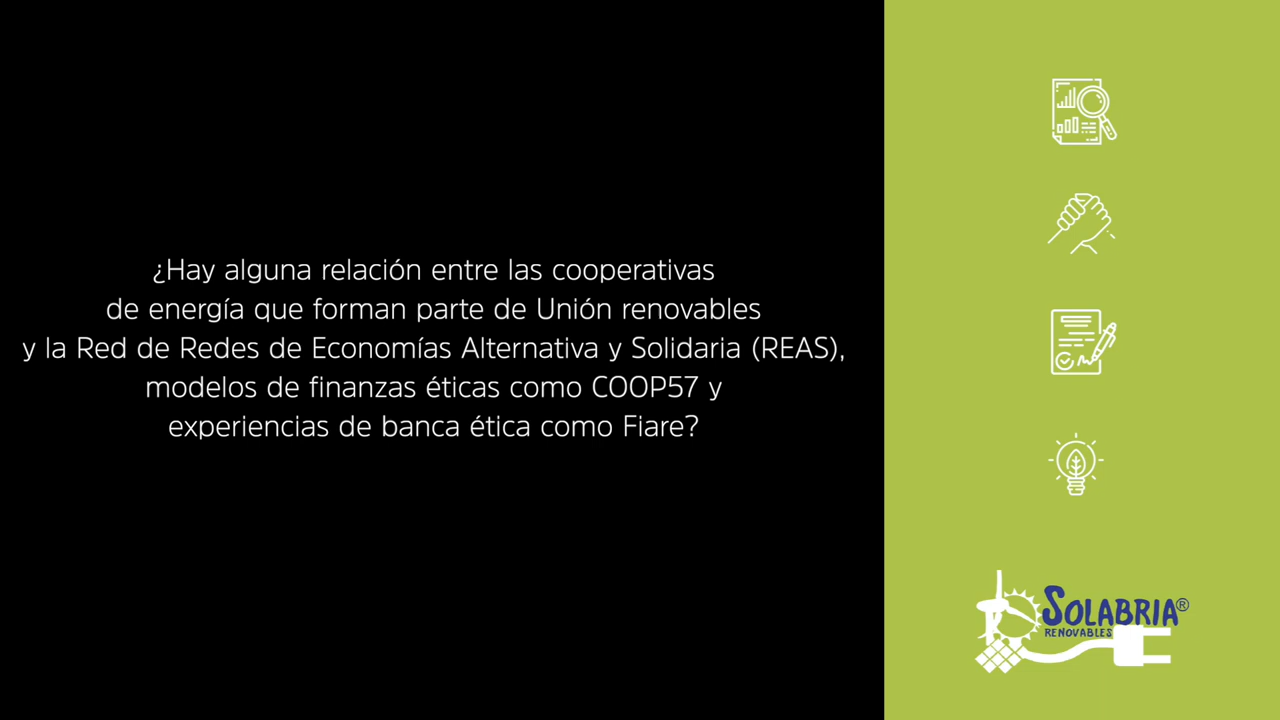 ¿Hay alguna relación entre las cooperativas
de energía que forman parte de Unión renovables
y la Red de Redes de Economías Alternativa y Solidaria (REAS),
modelos de finanzas éticas como COOP57 y
experiencias de banca ética como Fiare?
SOLABRIA®
RENOVABLES